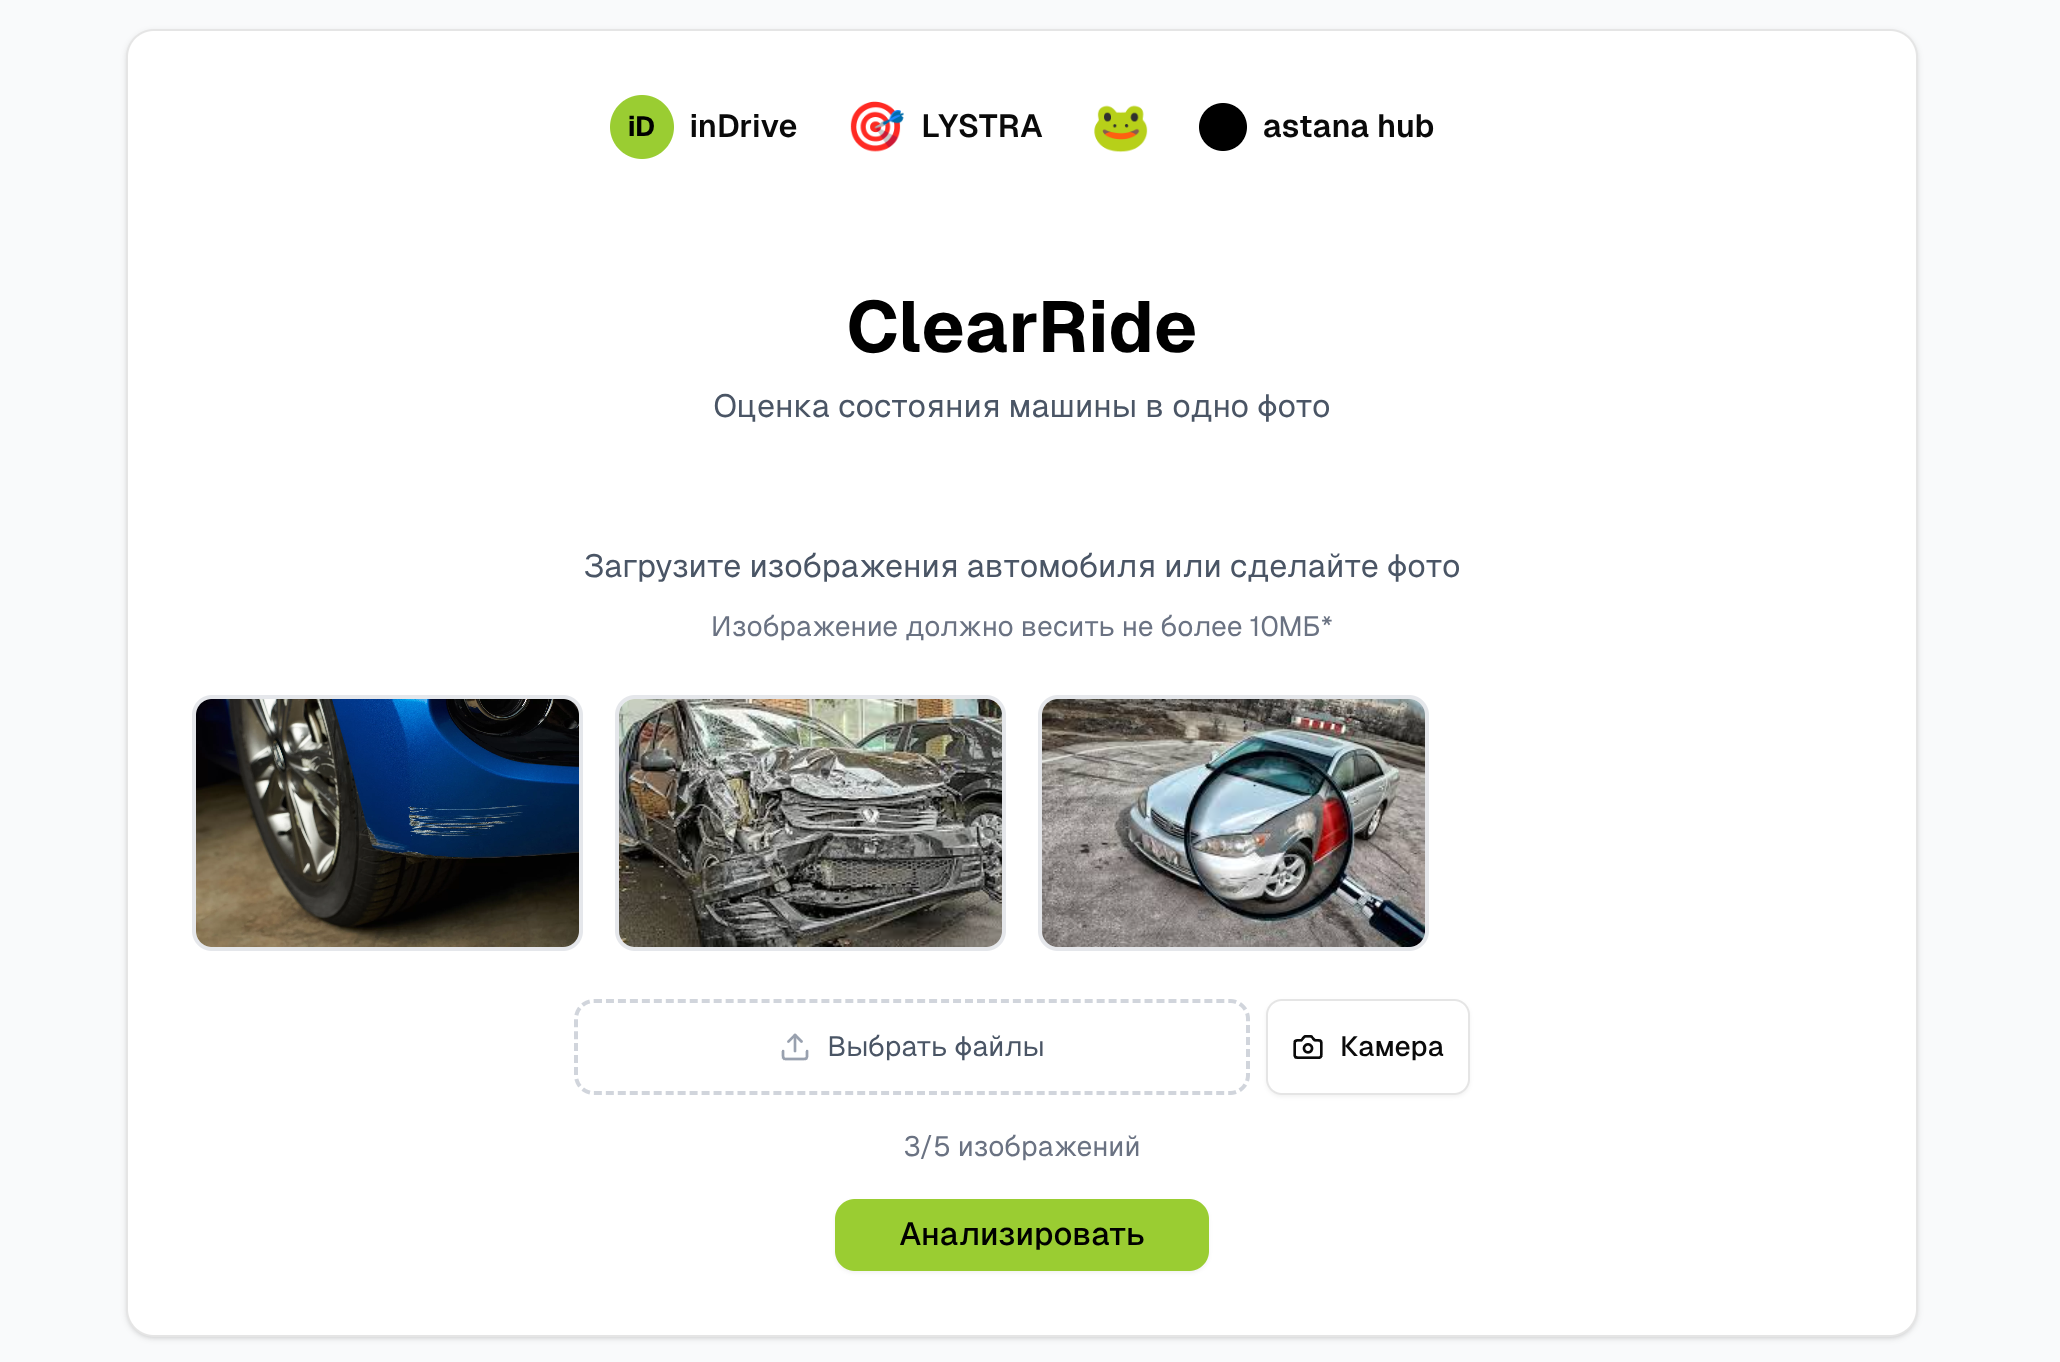 iD inDrive LYSTRA astana hub
ClearRide
Оценка состояния машины в одно фото
Загрузите изображения автомобиля или сделайте фото
Изображение должно весить не более 10МБ*
Выбрать файлы
Камера
3/5 изображений
Анализировать